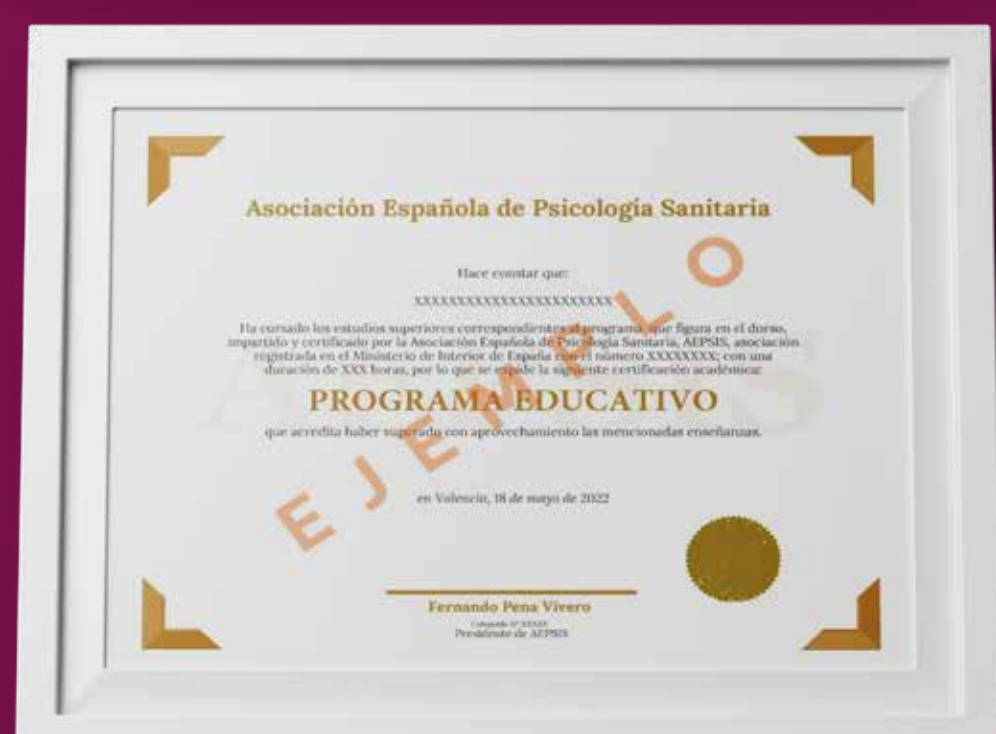 Asociación Española de Psicología Sanitaria
Hace constar que:
XXXXXXXXXXXXXXXXXXXXXXX
Ha cursado los estudios superiores correspondientes al programa, que figura en el dorso,
impartido y certificado por la Asociación Española de Psicología Sanitaria, AEPSIS, asociación
registrada en el Ministerio de Interior de España con el número XXXXXXXX; con una
duración de XXX horas, por lo que se expide la siguiente certificación académica:
PROGRAMA EDUCATIVO
que acredita haber superado con aprovechamiento las mencionadas enseñanzas.
en Valencia, 18 de mayo de 2022
Fernando Pena Vivero
Colegiado Nº XXXXX
Presidente de AEPSIS
EJEMPLO